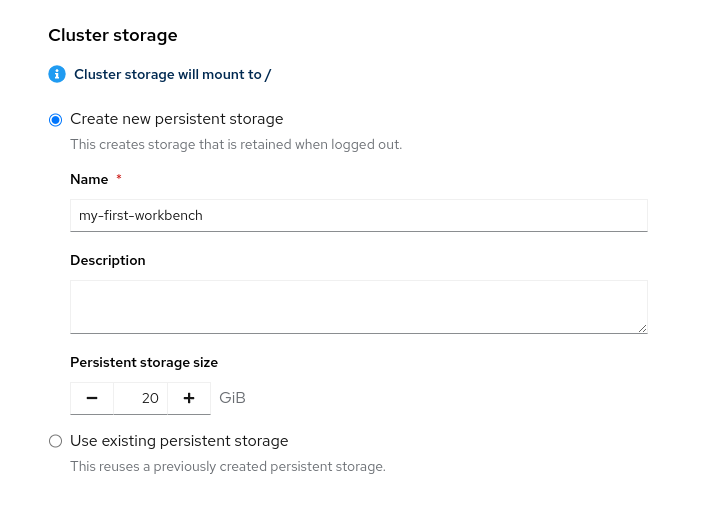 Cluster storage
Cluster storage will mount to /
Create new persistent storage
This creates storage that is retained when logged out.
Name *
my-first-workbench
Description
Persistent storage size
20 GiB
Use existing persistent storage
This reuses a previously created persistent storage.